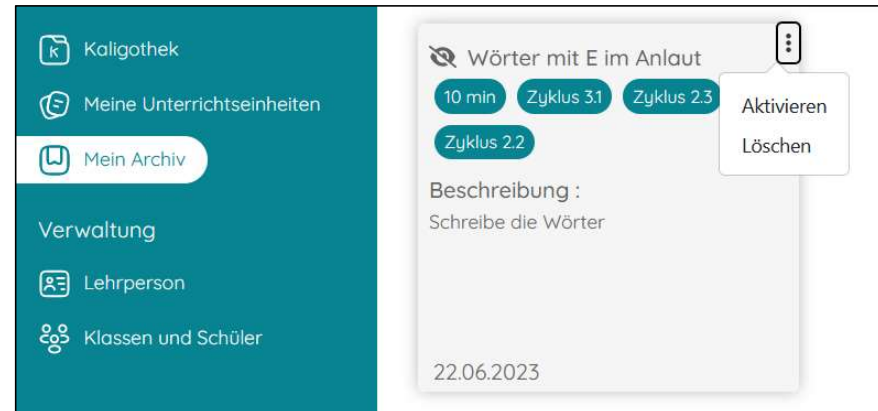 Kaligothek
Meine Unterrichtseinheiten
Mein Archiv
Verwaltung
Lehrperson
Klassen und Schüler
Wörter mit E im Anlaut
10 min Zyklus 3.1 Zyklus 2.3
Zyklus 2.2
Aktivieren
Löschen
Beschreibung :
Schreibe die Wörter
22.06.2023